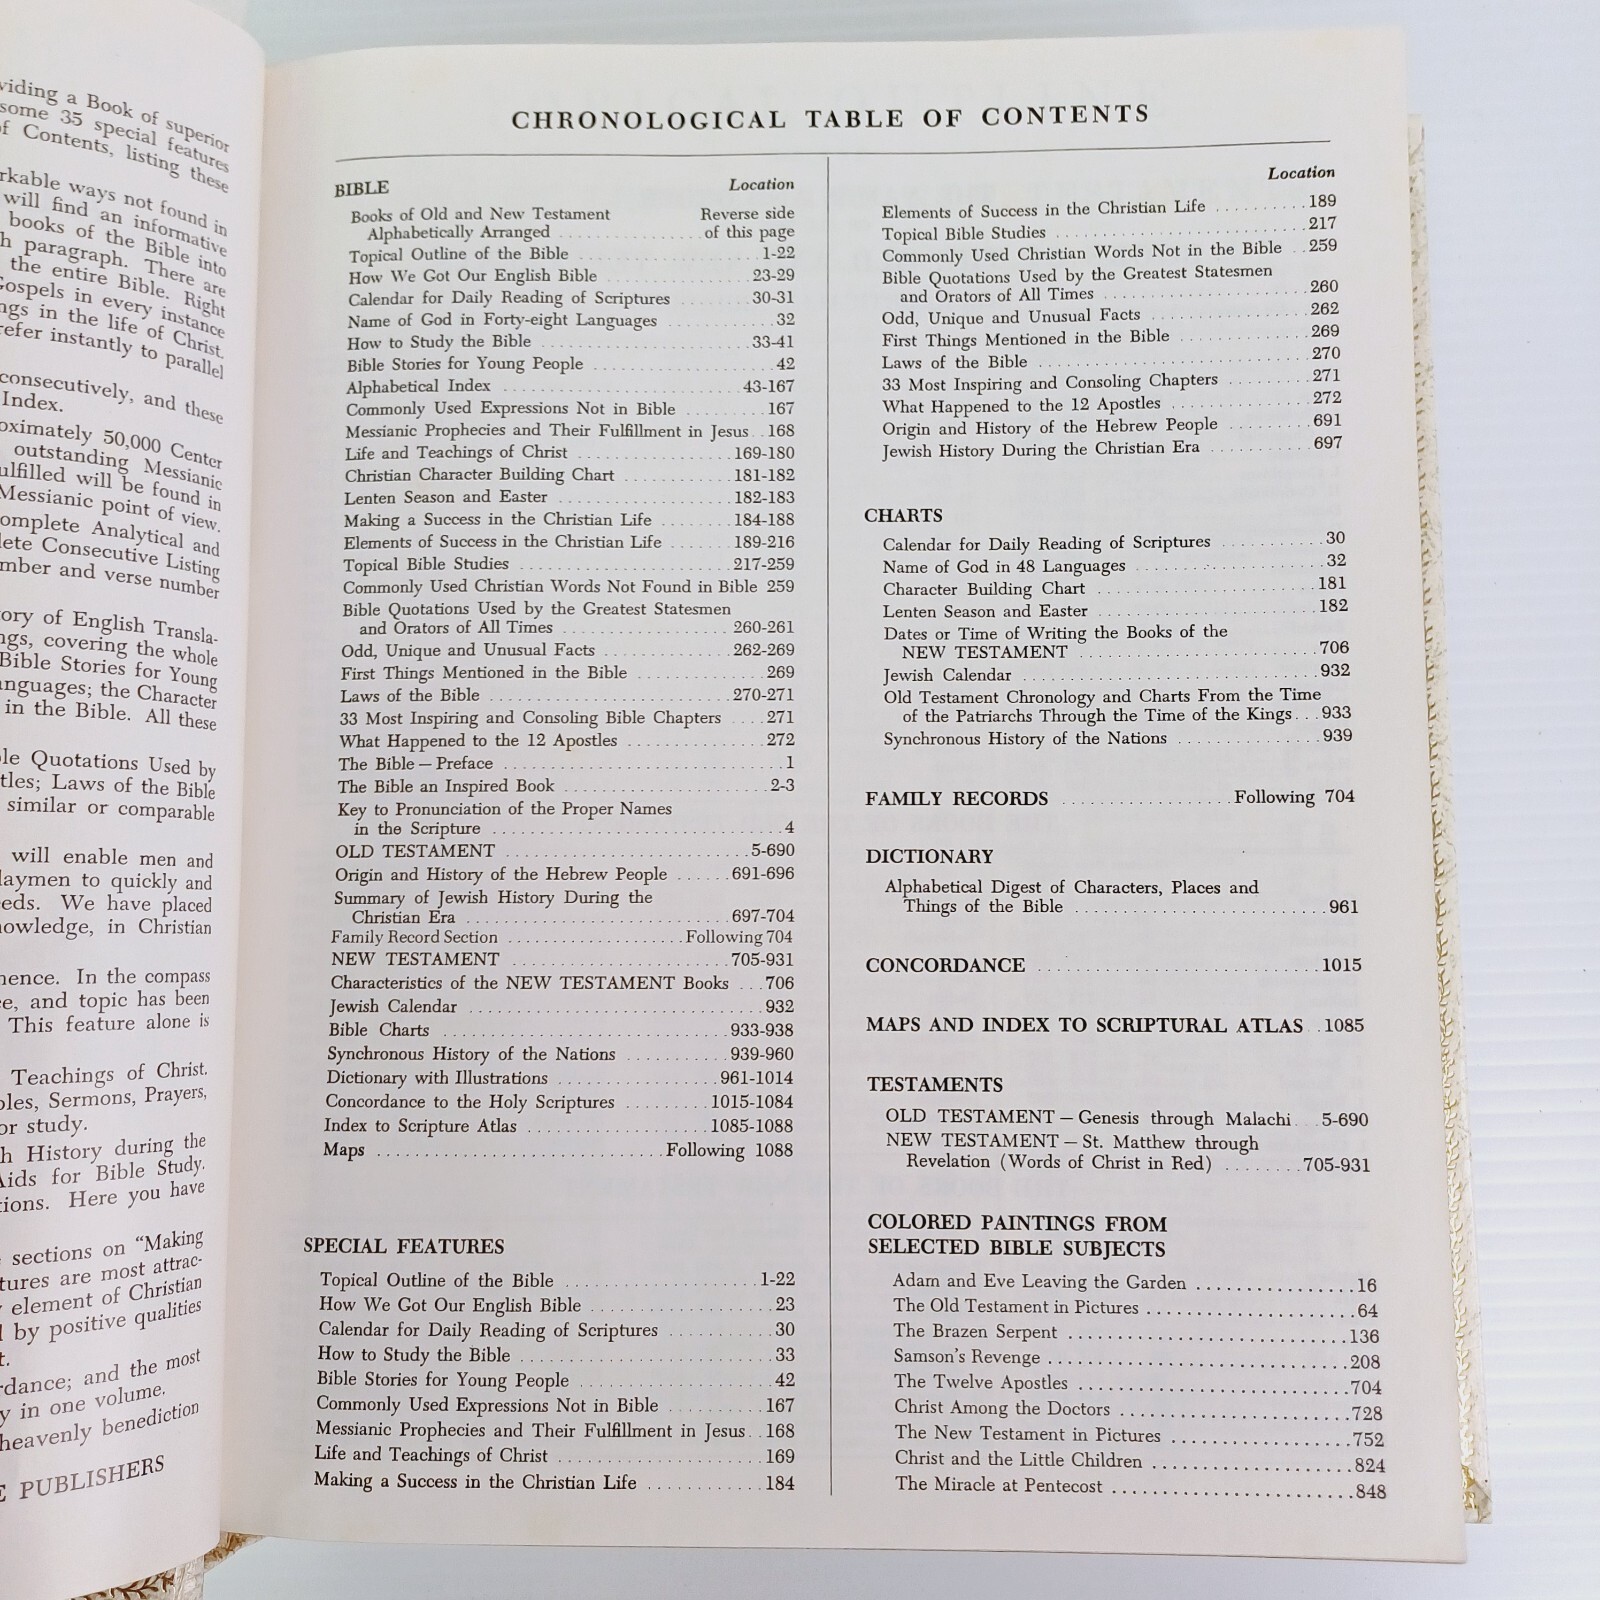 viding a Book of superior
some 35 special features
of Contents, listing these
rkable ways not found in
will find an informative
books of the Bible into
h paragraph. There are
the entire Bible. Right
Gospels in every instance
ngs in the life of Christ.
refer instantly to parallel
consecutively, and these
Index.
oximately 50,000 Center
outstanding Messianic
ulfilled will be found in
Messianic point of view.
omplete Analytical and
lete Consecutive Listing
mber and verse number
tory of English Transla-
ngs, covering the whole
Bible Stories for Young
anguages; the Character
in the Bible. All these
ble Quotations Used by
tles; Laws of the Bible
similar or comparable
will enable men and
laymen to quickly and
eds. We have placed
nowledge, in Christian
nence. In the compass
ce, and topic has been
This feature alone is
Teachings of Christ.
bles, Sermons, Prayers,
or study.
h History during the
Aids for Bible Study.
tions. Here you have
sections on "Making
tures are most attrac-
element of Christian
d by positive qualities
t.
rdance; and the most
y in one volume.
heavenly benediction
E PUBLISHERS
CHRONOLOGICAL TABLE OF CONTENTS
BIBLE Location
Books of Old and New Testament Reverse side
Alphabetically Arranged . . . . . . . . . . . . . . . . of this page
Topical Outline of the Bible . . . . . . . . . . . . . . . . 1-22
How We Got Our English Bible . . . . . . . . . . . . . . 23-29
Calendar for Daily Reading of Scriptures . . . . . . . . 30-31
Name of God in Forty-eight Languages . . . . . . . . . . 32
How to Study the Bible . . . . . . . . . . . . . . . . 33-41
Bible Stories for Young People . . . . . . . . . . . . . . 42
Alphabetical Index . . . . . . . . . . . . . . . . 43-167
Commonly Used Expressions Not in Bible . . . . . . . . 167
Messianic Prophecies and Their Fulfillment in Jesus . . 168
Life and Teachings of Christ . . . . . . . . . . . . 169-180
Christian Character Building Chart . . . . . . . . . . 181-182
Lenten Season and Easter . . . . . . . . . . . . . . 182-183
Making a Success in the Christian Life . . . . . . . . 184-188
Elements of Success in the Christian Life . . . . . . . 189-216
Topical Bible Studies . . . . . . . . . . . . . . . . 217-259
Commonly Used Christian Words Not Found in Bible 259
Bible Quotations Used by the Greatest Statesmen
and Orators of All Times . . . . . . . . . . . . . . 260-261
Odd, Unique and Unusual Facts . . . . . . . . . . . . 262-269
First Things Mentioned in the Bible . . . . . . . . . . 269
Laws of the Bible . . . . . . . . . . . . . . . . 270-271
33 Most Inspiring and Consoling Bible Chapters . . . . 271
What Happened to the 12 Apostles . . . . . . . . . . . . 272
The Bible — Preface . . . . . . . . . . . . . . . . 1
The Bible an Inspired Book . . . . . . . . . . . . . . 2-3
Key to Pronunciation of the Proper Names
in the Scripture . . . . . . . . . . . . . . . . 4
OLD TESTAMENT . . . . . . . . . . . . . . . . 5-690
Origin and History of the Hebrew People . . . . . . 691-696
Summary of Jewish History During the
Christian Era . . . . . . . . . . . . . . . . 697-704
Family Record Section . . . . . . . . . . . . Following 704
NEW TESTAMENT . . . . . . . . . . . . . . . . 705-931
Characteristics of the NEW TESTAMENT Books . . . 706
Jewish Calendar . . . . . . . . . . . . . . . . 932
Bible Charts . . . . . . . . . . . . . . . . 933-938
Synchronous History of the Nations . . . . . . . . . . 939-960
Dictionary with Illustrations . . . . . . . . . . . . 961-1014
Concordance to the Holy Scriptures . . . . . . . . 1015-1084
Index to Scripture Atlas . . . . . . . . . . . . 1085-1088
Maps . . . . . . . . . . . . . . . . Following 1088
SPECIAL FEATURES
Topical Outline of the Bible . . . . . . . . . . . . . . 1-22
How We Got Our English Bible . . . . . . . . . . . . . . 23
Calendar for Daily Reading of Scriptures . . . . . . . . 30
How to Study the Bible . . . . . . . . . . . . . . . . 33
Bible Stories for Young People . . . . . . . . . . . . . . 42
Commonly Used Expressions Not in Bible . . . . . . . . 167
Messianic Prophecies and Their Fulfillment in Jesus . . 168
Life and Teachings of Christ . . . . . . . . . . . . . . 169
Making a Success in the Christian Life . . . . . . . . 184
Location
Elements of Success in the Christian Life . . . . . . . . 189
Topical Bible Studies . . . . . . . . . . . . . . . . 217
Commonly Used Christian Words Not in the Bible . . 259
Bible Quotations Used by the Greatest Statesmen
and Orators of All Times . . . . . . . . . . . . . . 260
Odd, Unique and Unusual Facts . . . . . . . . . . . . 262
First Things Mentioned in the Bible . . . . . . . . . . 269
Laws of the Bible . . . . . . . . . . . . . . . . 270
33 Most Inspiring and Consoling Chapters . . . . . . . 271
What Happened to the 12 Apostles . . . . . . . . . . . . 272
Origin and History of the Hebrew People . . . . . . . . 691
Jewish History During the Christian Era . . . . . . . . 697
CHARTS
Calendar for Daily Reading of Scriptures . . . . . . . . 30
Name of God in 48 Languages . . . . . . . . . . . . . . 32
Character Building Chart . . . . . . . . . . . . . . 181
Lenten Season and Easter . . . . . . . . . . . . . . 182
Dates or Time of Writing the Books of the
NEW TESTAMENT . . . . . . . . . . . . . . . . 706
Jewish Calendar . . . . . . . . . . . . . . . . 932
Old Testament Chronology and Charts From the Time
of the Patriarchs Through the Time of the Kings . . . 933
Synchronous History of the Nations . . . . . . . . . . 939
FAMILY RECORDS . . . . . . . . . . . . Following 704
DICTIONARY
Alphabetical Digest of Characters, Places and
Things of the Bible . . . . . . . . . . . . . . . . 961
CONCORDANCE . . . . . . . . . . . . . . . . 1015
MAPS AND INDEX TO SCRIPTURAL ATLAS . . 1085
TESTAMENTS
OLD TESTAMENT — Genesis through Malachi . . 5-690
NEW TESTAMENT — St. Matthew through
Revelation (Words of Christ in Red) . . . . . . . . 705-931
COLORED PAINTINGS FROM
SELECTED BIBLE SUBJECTS
Adam and Eve Leaving the Garden . . . . . . . . . . . . 16
The Old Testament in Pictures . . . . . . . . . . . . . . 64
The Brazen Serpent . . . . . . . . . . . . . . . . 136
Samson's Revenge . . . . . . . . . . . . . . . . 208
The Twelve Apostles . . . . . . . . . . . . . . . . 704
Christ Among the Doctors . . . . . . . . . . . . . . 728
The New Testament in Pictures . . . . . . . . . . . . 752
Christ and the Little Children . . . . . . . . . . . . 824
The Miracle at Pentecost . . . . . . . . . . . . . . 848